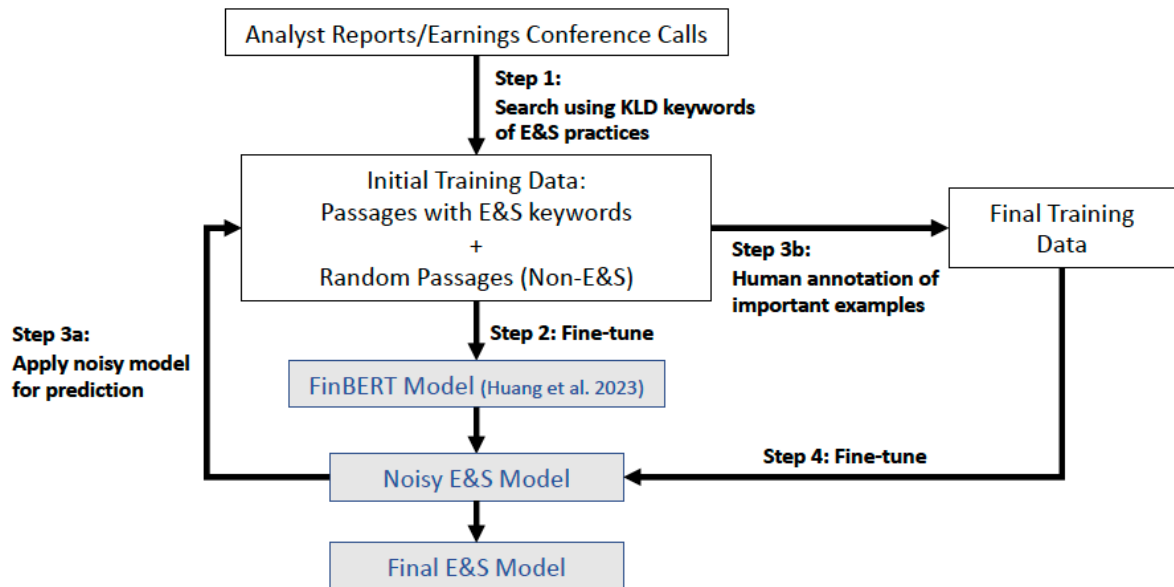 Analyst Reports/Earnings Conference Calls
Step 1:
Search using KLD keywords
of E&S practices
Initial Training Data:
Passages with E&S keywords
+
Random Passages (Non-E&S)
Final Training
Data
Step 3b:
Human annotation of
important examples
Step 3a:
Apply noisy model
for prediction
Step 2: Fine-tune
FinBERT Model (Huang et al. 2023)
Step 4: Fine-tune
Noisy E&S Model
Final E&S Model